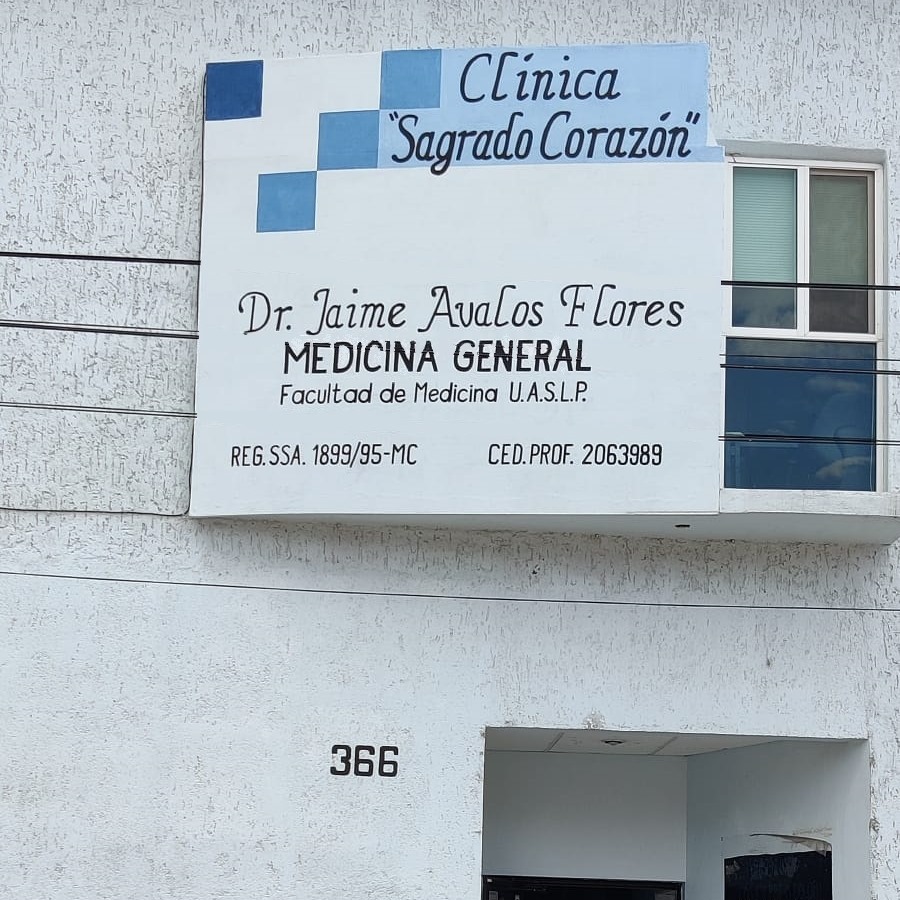 Clínica
"Sagrado Corazón"
Dr. Jaime Avalos Flores
MEDICINA GENERAL
Facultad de Medicina U.A.S.L.P.
REG. SSA. 1899/95-MC CED. PROF. 2063989
366